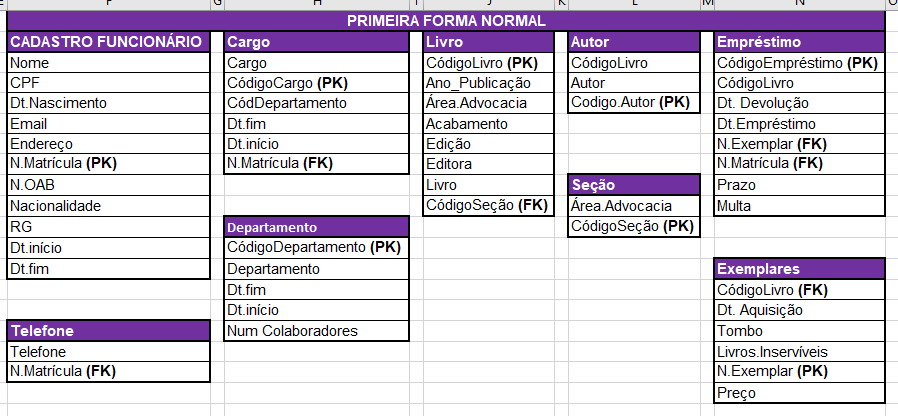 F G H I J K L M N O
PRIMEIRA FORMA NORMAL
CADASTRO FUNCIONÁRIO
Nome
CPF
Dt.Nascimento
Email
Endereço
N.Matrícula (PK)
N.OAB
Nacionalidade
RG
Dt.início
Dt.fim
Telefone
Telefone
N.Matrícula (FK)
Cargo
Cargo
CódigoCargo (PK)
CódDepartamento
Dt.fim
Dt.início
N.Matrícula (FK)
Departamento
CódigoDepartamento (PK)
Departamento
Dt.fim
Dt.início
Num Colaboradores
Livro
CódigoLivro (PK)
Ano_Publicação
Área.Advocacia
Acabamento
Edição
Editora
Livro
CódigoSeção (FK)
Autor
CódigoLivro
Autor
Codigo.Autor (PK)
Seção
Área.Advocacia
CódigoSeção (PK)
Empréstimo
CódigoEmpréstimo (PK)
CódigoLivro
Dt. Devolução
Dt.Empréstimo
N.Exemplar (FK)
N.Matrícula (FK)
Prazo
Multa
Exemplares
CódigoLivro (FK)
Dt. Aquisição
Tombo
Livros.Inservíveis
N.Exemplar (PK)
Preço